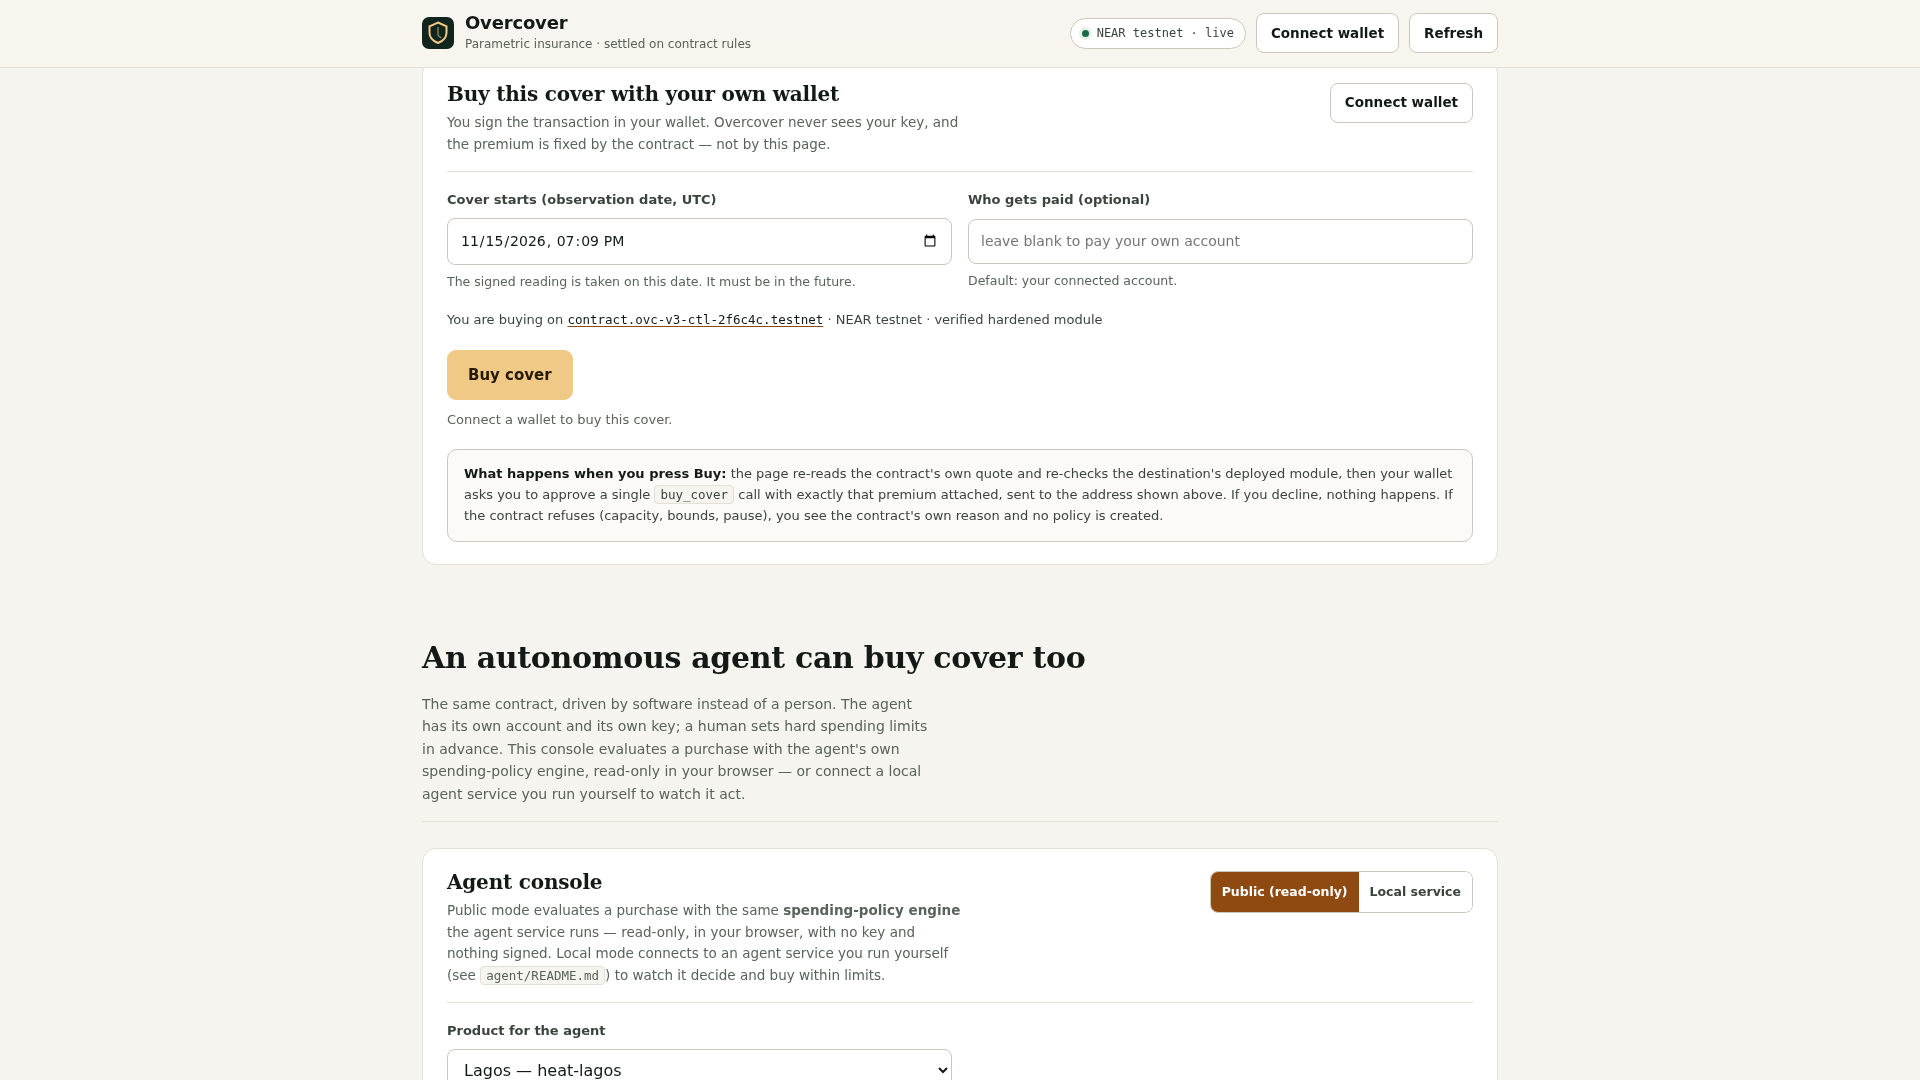 Overcover
Parametric insurance · settled on contract rules
NEAR testnet · live
Connect wallet
Refresh
Buy this cover with your own wallet
You sign the transaction in your wallet. Overcover never sees your key, and
the premium is fixed by the contract — not by this page.
Connect wallet
Cover starts (observation date, UTC)
11/15/2026, 07:09 PM
The signed reading is taken on this date. It must be in the future.
Who gets paid (optional)
leave blank to pay your own account
Default: your connected account.
You are buying on contract.ovc-v3-ctl-2f6c4c.testnet · NEAR testnet · verified hardened module
Buy cover
Connect a wallet to buy this cover.
What happens when you press Buy: the page re-reads the contract's own quote and re-checks the destination's deployed module, then your wallet
asks you to approve a single buy_cover call with exactly that premium attached, sent to the address shown above. If you decline, nothing happens. If
the contract refuses (capacity, bounds, pause), you see the contract's own reason and no policy is created.
An autonomous agent can buy cover too
The same contract, driven by software instead of a person. The agent
has its own account and its own key; a human sets hard spending limits
in advance. This console evaluates a purchase with the agent's own
spending-policy engine, read-only in your browser — or connect a local
agent service you run yourself to watch it act.
Agent console
Public mode evaluates a purchase with the same spending-policy engine
the agent service runs — read-only, in your browser, with no key and
nothing signed. Local mode connects to an agent service you run yourself
(see agent/README.md) to watch it decide and buy within limits.
Public (read-only)
Local service
Product for the agent
Lagos — heat-lagos